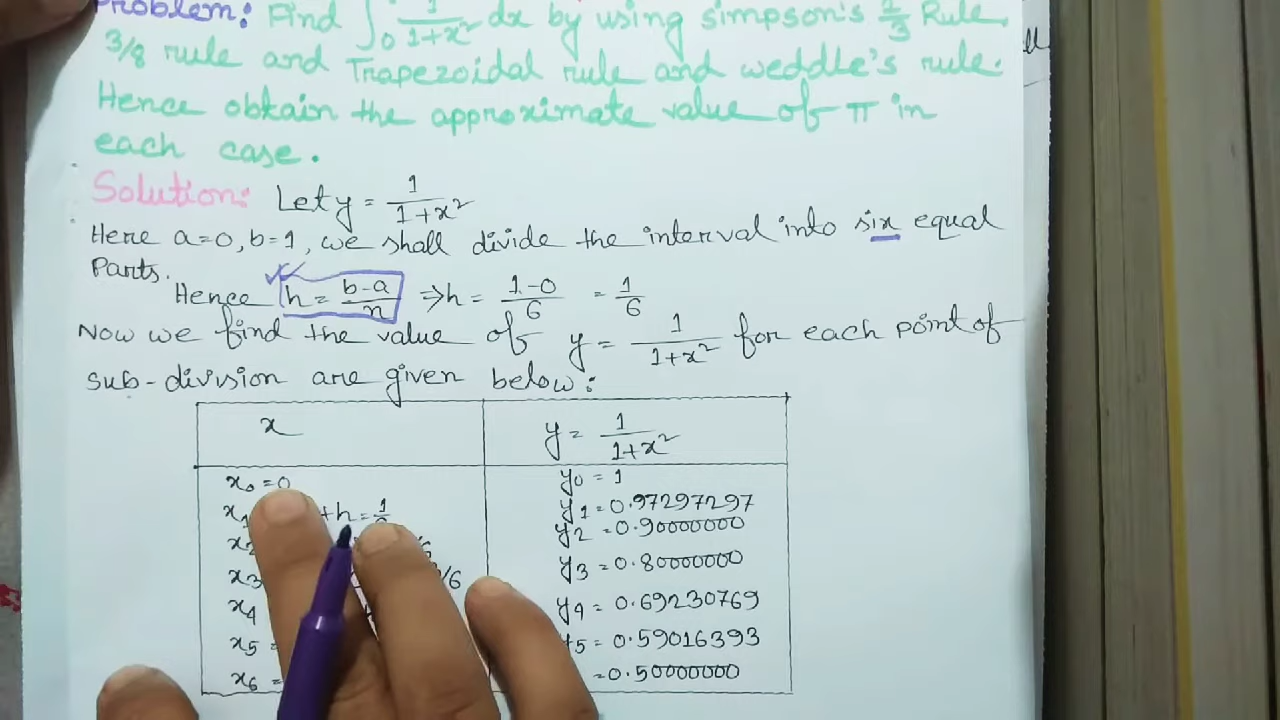 Problem: Find ∫₀ 1/1+x² dx by using simpson's 1/3 Rule,
3/8 rule and Trapezoidal rule and weddle's rule.
Hence obtain the approximate value of π in
each case.
Solution: Let y = 1/1+x²
Here a=0, b=1, we shall divide the interval into six equal
Parts.
Hence h = b-a/n ⇒ h = 1-0/6 = 1/6
Now we find the value of y = 1/1+x² for each point of
sub-division are given below:
x y = 1/1+x²
x₀ = 0 y₀ = 1
x₁ +h = y₁ = 0.97297297
x₂ y₂ = 0.90000000
x₃ /6 y₃ = 0.80000000
x₄ y₄ = 0.69230769
x₅ = 5 = 0.59016393
x₆ = = 0.50000000